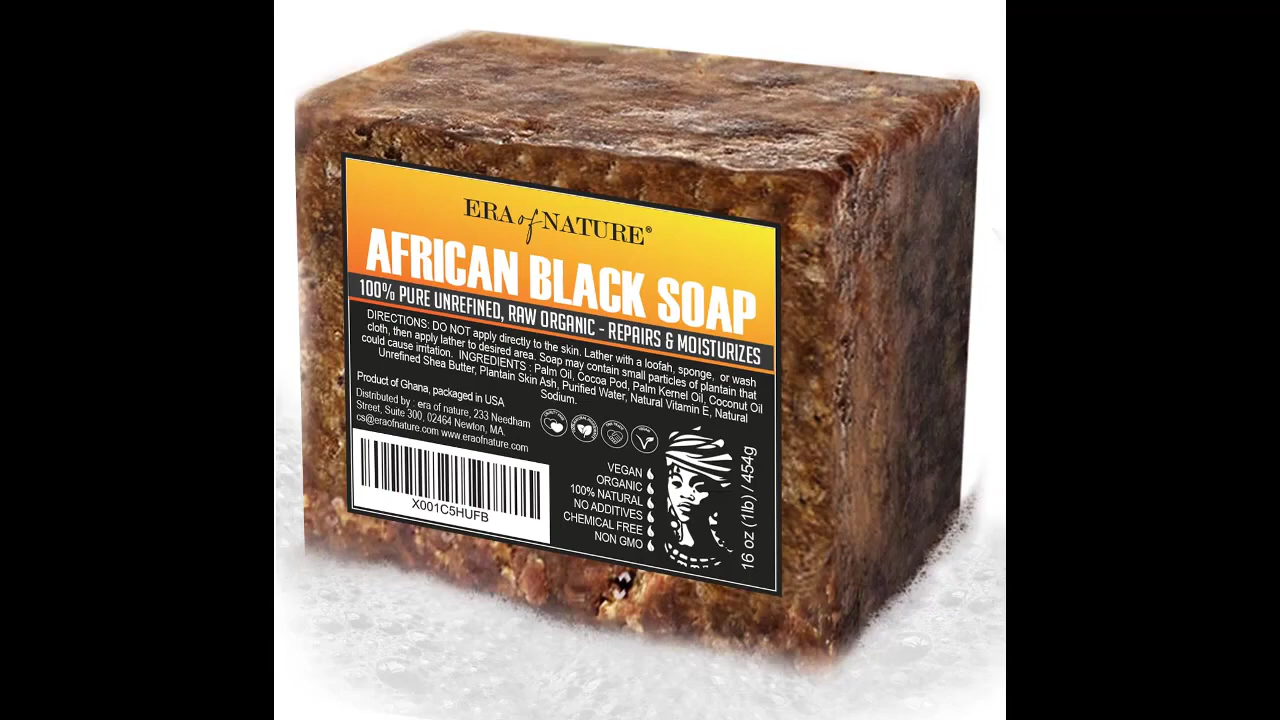 ERA of NATURE®
AFRICAN BLACK SOAP
100% PURE UNREFINED, RAW ORGANIC - REPAIRS & MOISTURIZES
DIRECTIONS: DO NOT apply directly to the skin. Lather with a loofah, sponge, or wash
cloth, then apply lather to desired area. Soap may contain small particles of plantain that
could cause irritation. INGREDIENTS : Palm Oil, Cocoa Pod, Palm Kernel Oil, Coconut Oil
Unrefined Shea Butter, Plantain Skin Ash, Purified Water, Natural Vitamin E, Natural
Sodium.
Product of Ghana, packaged in USA
Distributed by : era of nature, 233 Needham
Street, Suite 300, 02464 Newton, MA
cs@eraofnature.com www.eraofnature.com
X001C5HUFB
VEGAN
ORGANIC
100% NATURAL
NO ADDITIVES
CHEMICAL FREE
NON GMO
16 oz (1lb) / 454g